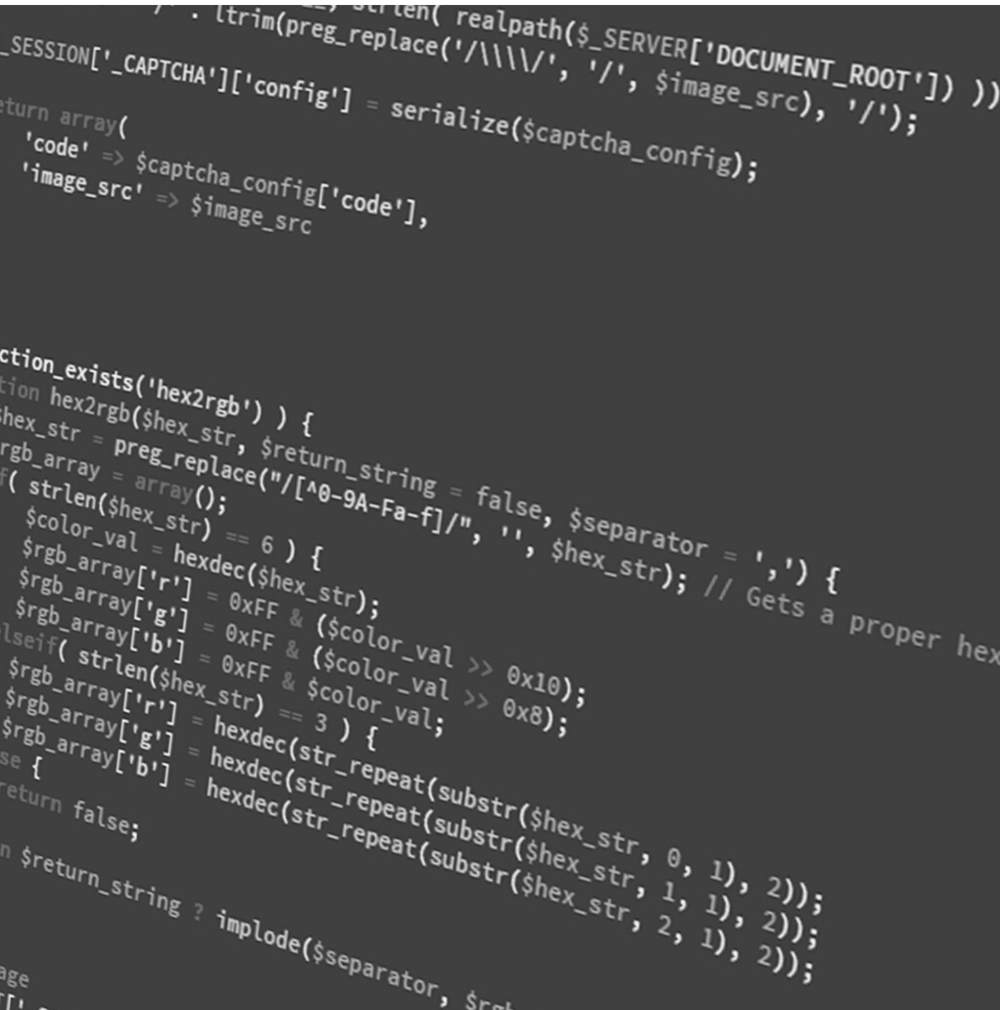 strlen( realpath($_SERVER['DOCUMENT_ROOT']) ))
. ltrim(preg_replace('/\\\\/', '/', $image_src), '/');
_SESSION['_CAPTCHA']['config'] = serialize($captcha_config);
eturn array(
'code' => $captcha_config['code'],
'image_src' => $image_src
ction_exists('hex2rgb') ) {
tion hex2rgb($hex_str, $return_string = false, $separator = ',') {
$hex_str = preg_replace("/[^0-9A-Fa-f]/", '', $hex_str); // Gets a proper hex
rgb_array = array();
f( strlen($hex_str) == 6 ) {
$color_val = hexdec($hex_str);
$rgb_array['r'] = 0xFF & ($color_val >> 0x10);
$rgb_array['g'] = 0xFF & ($color_val >> 0x8);
$rgb_array['b'] = 0xFF & $color_val;
lseif( strlen($hex_str) == 3 ) {
$rgb_array['r'] = hexdec(str_repeat(substr($hex_str, 0, 1), 2));
$rgb_array['g'] = hexdec(str_repeat(substr($hex_str, 1, 1), 2));
$rgb_array['b'] = hexdec(str_repeat(substr($hex_str, 2, 1), 2));
se {
return false;
n $return_string ? implode($separator, $rg
age